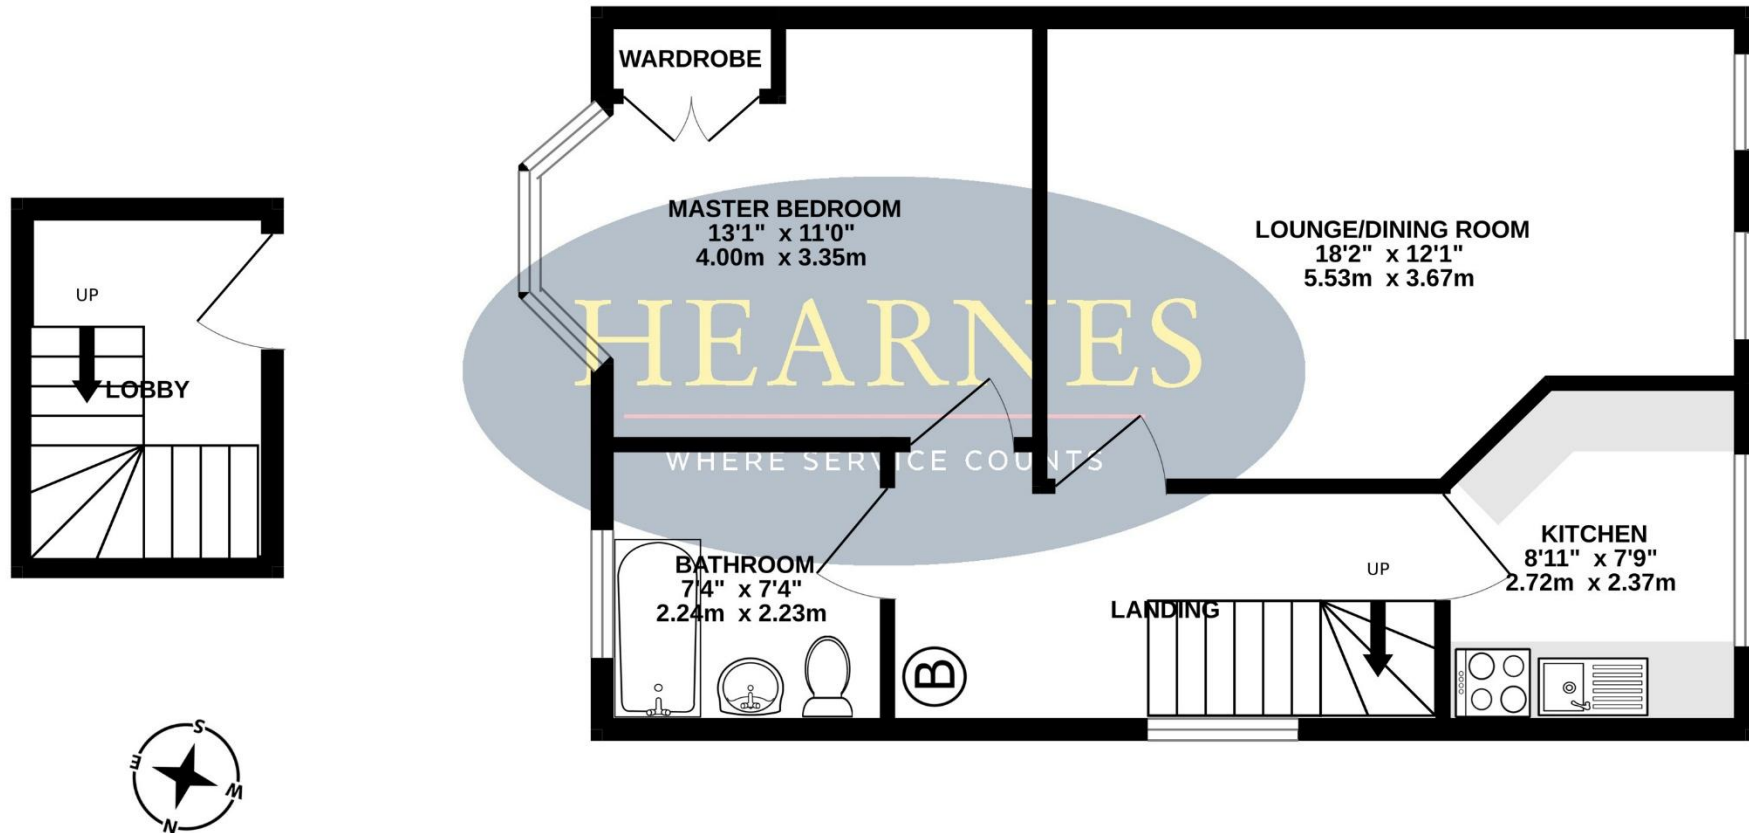 WARDROBE
MASTER BEDROOM
13'1" x 11'0"
4.00m x 3.35m
LOUNGE/DINING ROOM
18'2" x 12'1"
5.53m x 3.67m
UP
LOBBY
HEARNES
WHERE SERVICE COUNTS
BATHROOM
7'4" x 7'4"
2.24m x 2.23m
KITCHEN
8'11" x 7'9"
2.72m x 2.37m
UP
LANDING
B
S
E
W
N